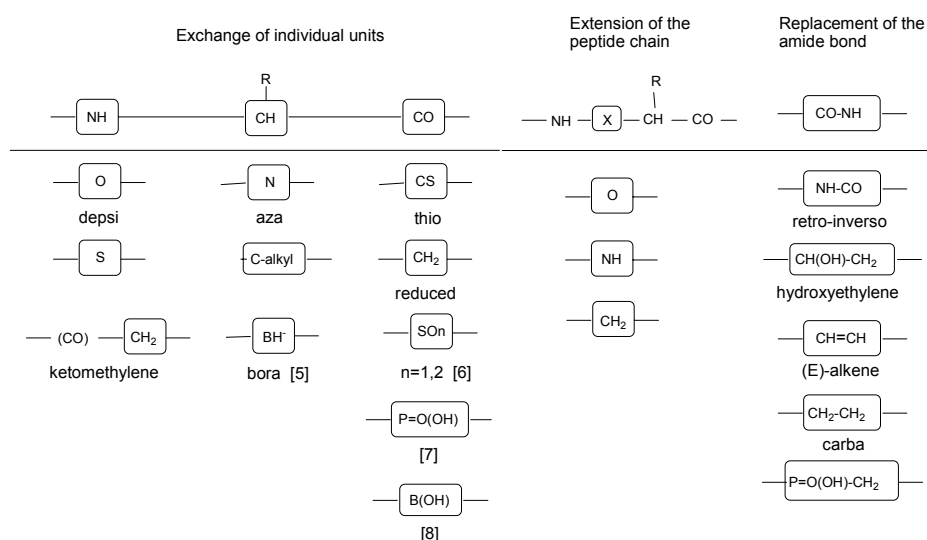 Exchange of individual units
Extension of the
peptide chain
Replacement of the
amide bond
R
NH
CH
CO
R
NH
X
CH
CO
CO-NH
O
N
CS
O
NH-CO
depsi
aza
thio
retro-inverso
S
C-alkyl
CH₂
NH
CH(OH)-CH₂
reduced
hydroxyethylene
(CO)
CH₂
BH⁻
SOn
CH₂
CH=CH
ketomethylene
bora [5]
n=1,2 [6]
(E)-alkene
P=O(OH)
CH₂-CH₂
[7]
carba
B(OH)
P=O(OH)-CH₂
[8]